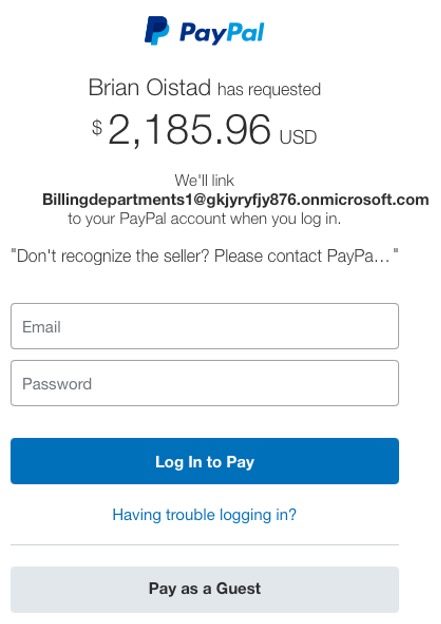 PayPal
Brian Oistad has requested
$2,185.96 USD
We'll link
Billingdepartments1@gkjyryfjy876.onmicrosoft.com
to your PayPal account when you log in.
"Don't recognize the seller? Please contact PayPa... "
Email
Password
Log In to Pay
Having trouble logging in?
Pay as a Guest